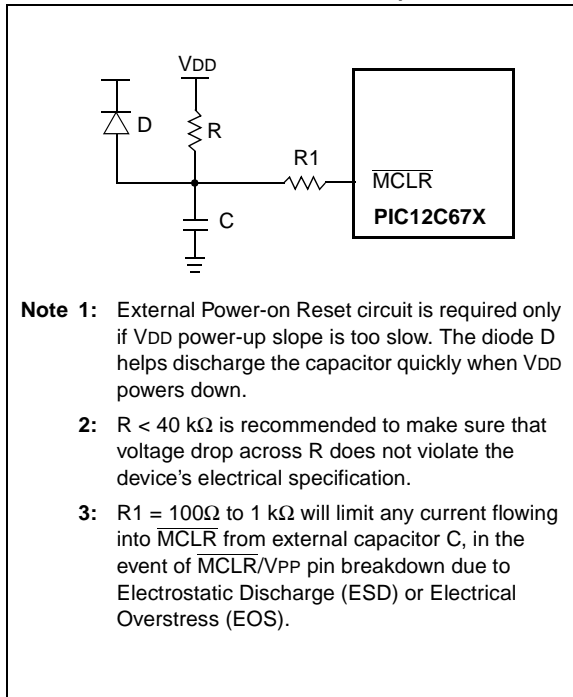 VDD
D
R
R1
C
MCLR
PIC12C67X
Note 1: External Power-on Reset circuit is required only
if VDD power-up slope is too slow. The diode D
helps discharge the capacitor quickly when VDD
powers down.
2: R < 40 kΩ is recommended to make sure that
voltage drop across R does not violate the
device's electrical specification.
3: R1 = 100Ω to 1 kΩ will limit any current flowing
into MCLR from external capacitor C, in the
event of MCLR/VPP pin breakdown due to
Electrostatic Discharge (ESD) or Electrical
Overstress (EOS).